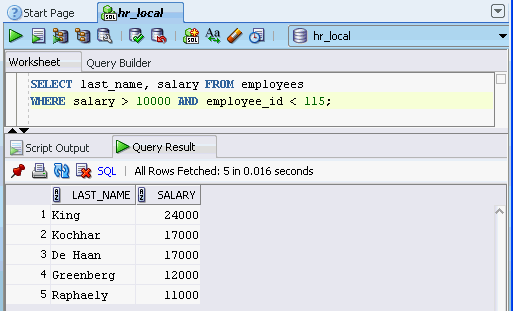 Start Page hr_local
SQL Aa hr_local
Worksheet Query Builder
SELECT last_name, salary FROM employees
WHERE salary > 10000 AND employee_id < 115;
Script Output Query Result
SQL All Rows Fetched: 5 in 0.016 seconds
LAST_NAME SALARY
1 King 24000
2 Kochhar 17000
3 De Haan 17000
4 Greenberg 12000
5 Raphaely 11000